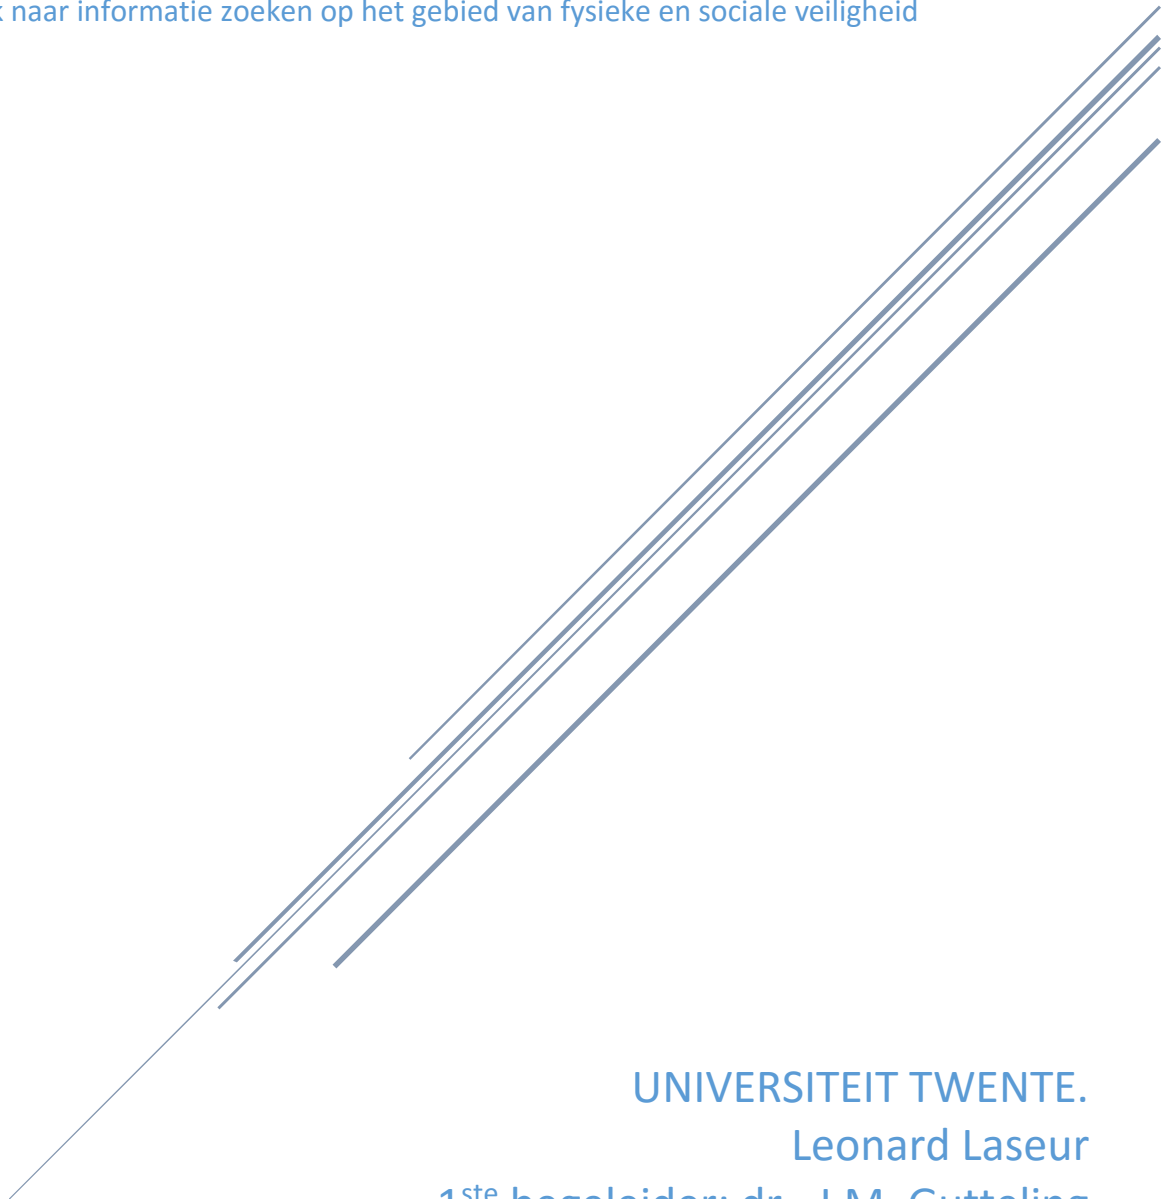 naar informatie zoeken op het gebied van fysieke en sociale veiligheid
UNIVERSITEIT TWENTE.
Leonard Laseur
1ste begeleider: dr. J.M. Gutteling